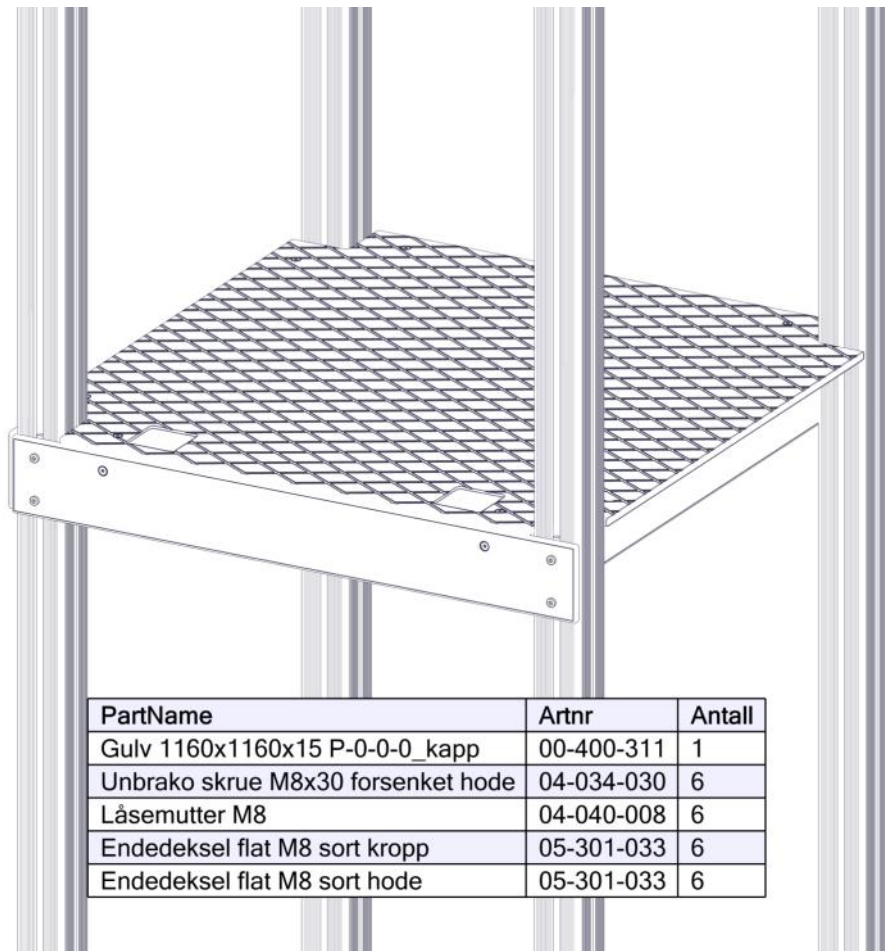 PartName Artnr Antall
Gulv 1160x1160x15 P-0-0-0_kapp 00-400-311 1
Unbrako skrue M8x30 forsenket hode 04-034-030 6
Låsemutter M8 04-040-008 6
Endedeksel flat M8 sort kropp 05-301-033 6
Endedeksel flat M8 sort hode 05-301-033 6